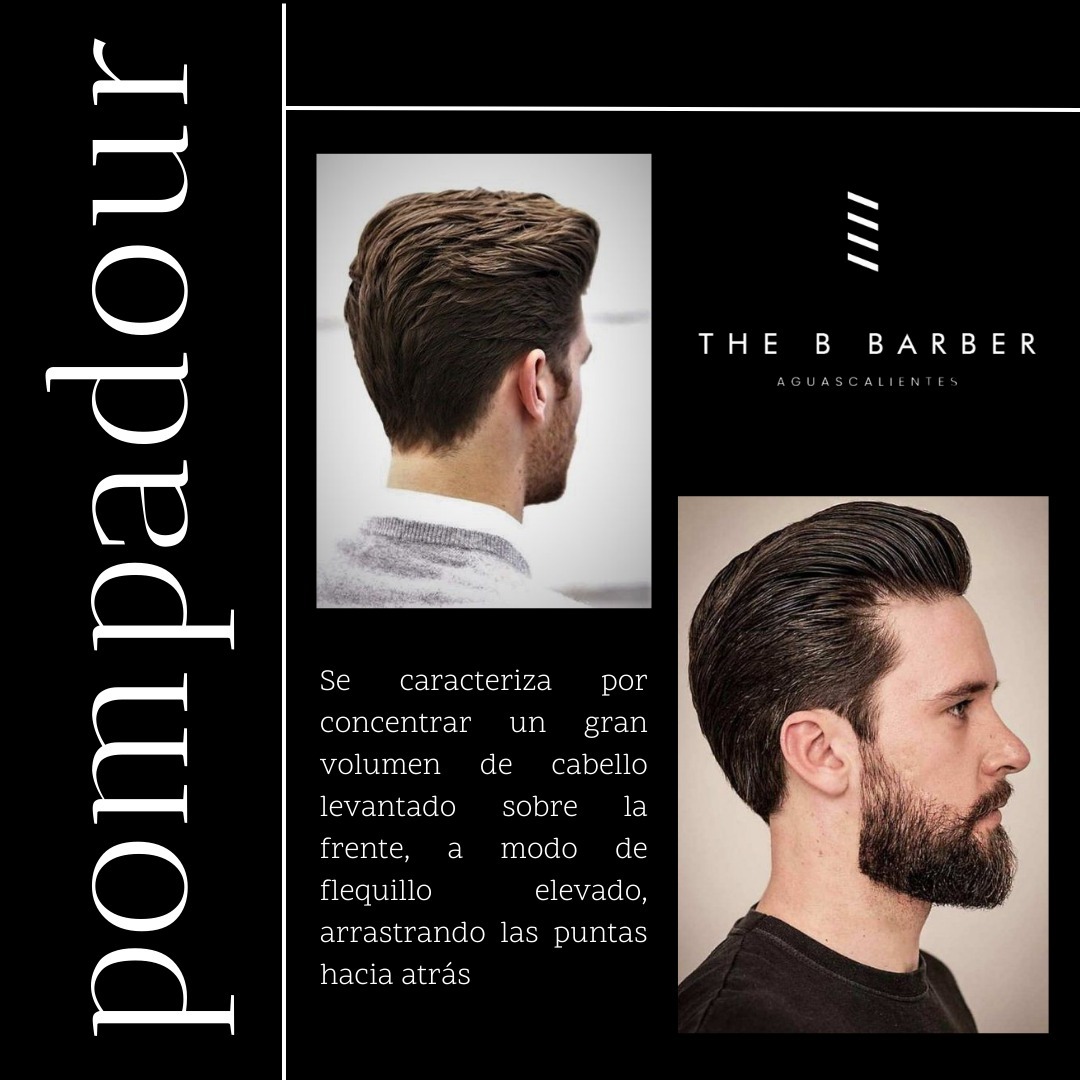 pompadour
THE B BARBER
AGUASCALIENTES
Se caracteriza por
concentrar un gran
volumen de cabello
levantado sobre la
frente, a modo de
flequillo elevado,
arrastrando las puntas
hacia atrás